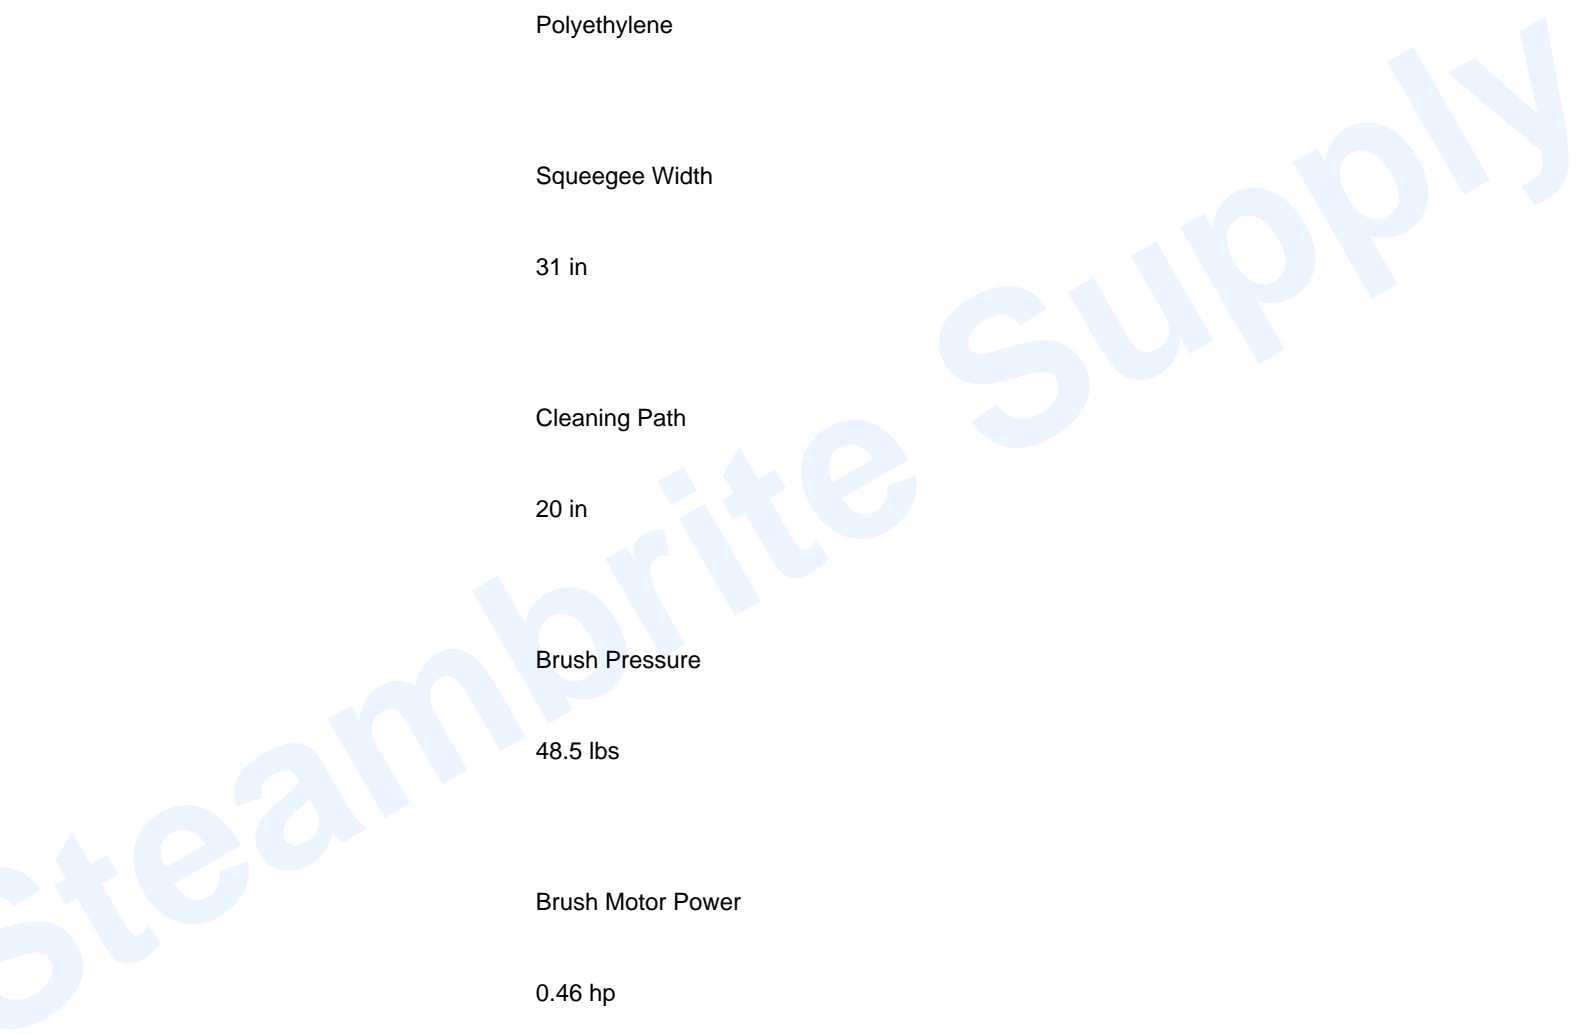 Polyethylene
Squeegee Width
31 in
Cleaning Path
20 in
Brush Pressure
48.5 lbs
Brush Motor Power
0.46 hp
Steambrite Supply